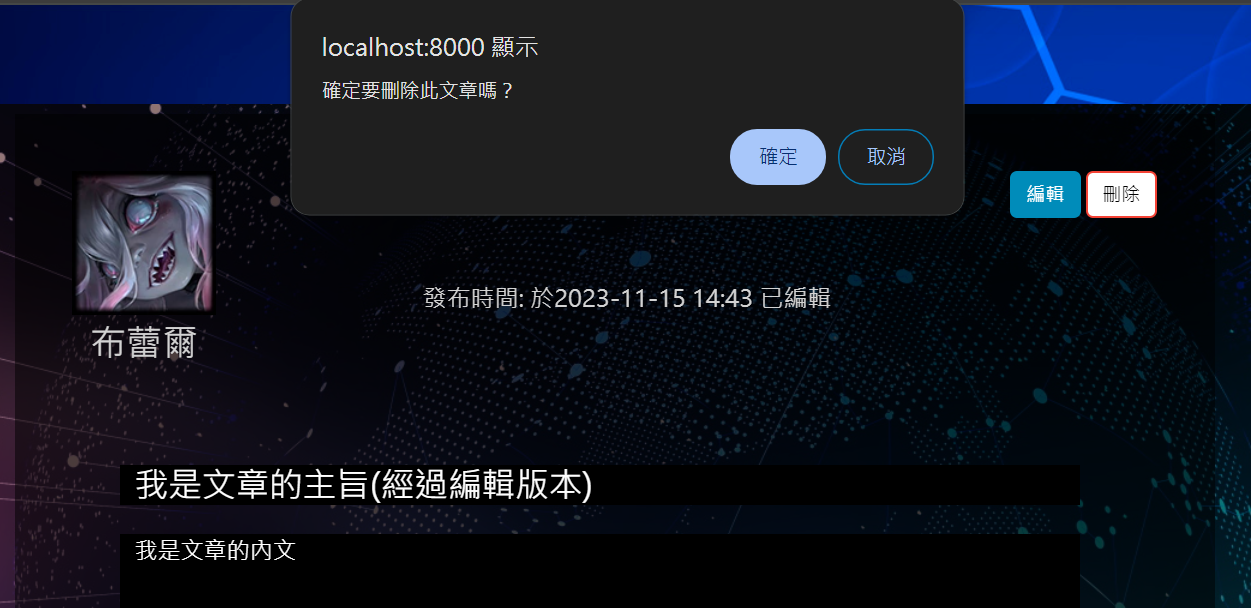 localhost:8000 顯示
確定要刪除此文章嗎？
確定
取消
編輯
刪除
發布時間: 於2023-11-15 14:43 已編輯
布蕾爾
我是文章的主旨(經過編輯版本)
我是文章的內文